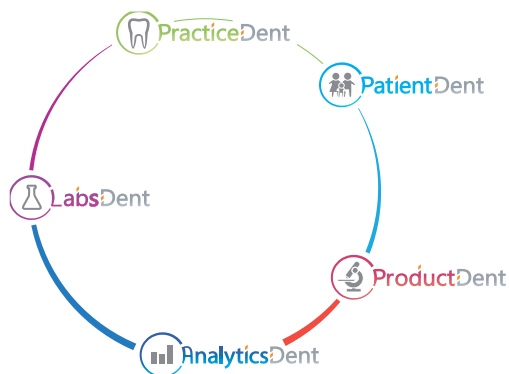 PracticeDent
PatientDent
LabsDent
ProductDent
AnalyticsDent